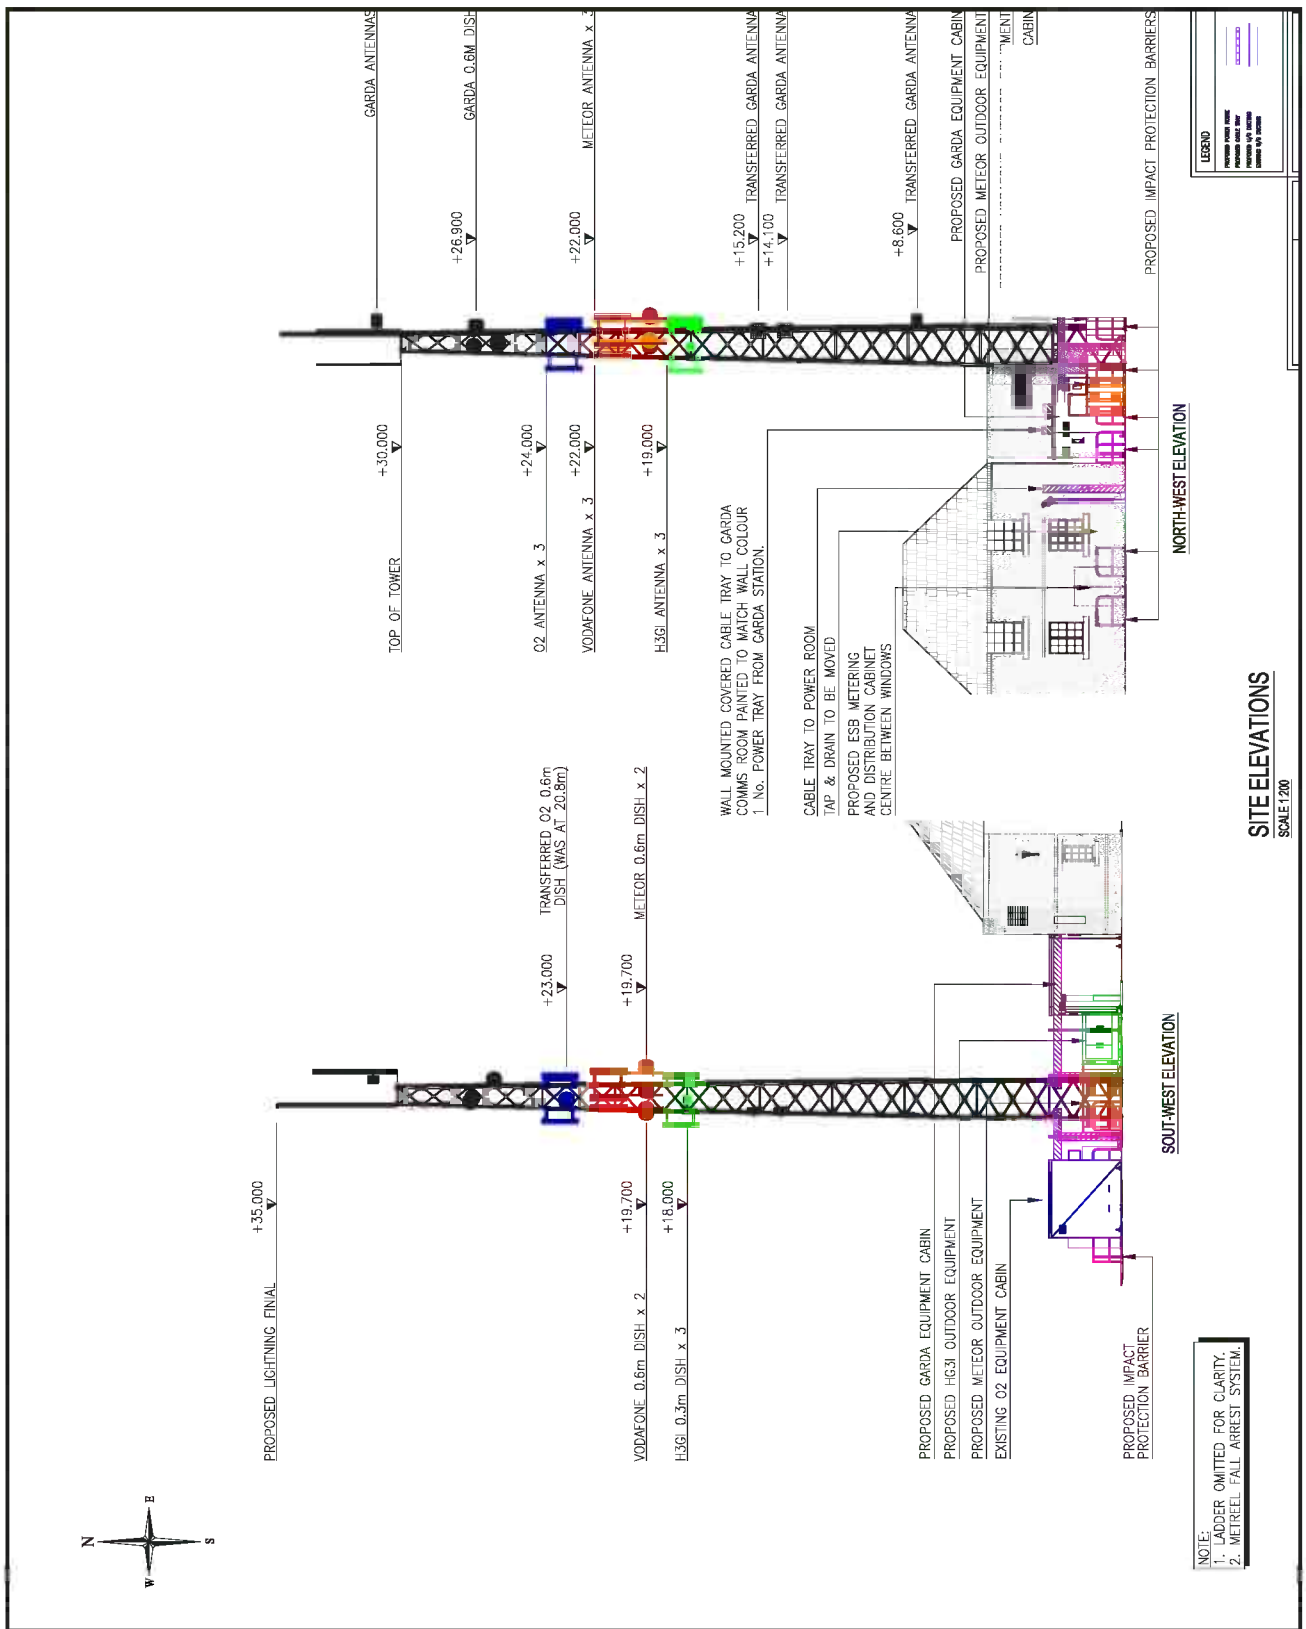 N
E
S
W
PROPOSED LIGHTNING FINIAL
+35.000
VODAFONE 0.6m DISH x 2
+19.700
H3GI 0.3m DISH x 3
+18.000
TRANSFERRED O2 0.6m
DISH (WAS AT 20.8m)
+23.000
METEOR 0.6m DISH x 2
+19.700
PROPOSED GARDA EQUIPMENT CABIN
PROPOSED HG3I OUTDOOR EQUIPMENT
PROPOSED METEOR OUTDOOR EQUIPMENT
EXISTING O2 EQUIPMENT CABIN
PROPOSED IMPACT
PROTECTION BARRIER
SOUT-WEST ELEVATION
TOP OF TOWER
+30.000
O2 ANTENNA x 3
+24.000
VODAFONE ANTENNA x 3
+22.000
H3GI ANTENNA x 3
+19.000
GARDA ANTENNAS
GARDA 0.6M DISH
+26.900
METEOR ANTENNA x 3
+22.000
TRANSFERRED GARDA ANTENNA
+15.200
TRANSFERRED GARDA ANTENNA
+14.100
TRANSFERRED GARDA ANTENNA
+8.600
PROPOSED GARDA EQUIPMENT CABIN
PROPOSED METEOR OUTDOOR EQUIPMENT
CABIN
PROPOSED IMPACT PROTECTION BARRIERS
WALL MOUNTED COVERED CABLE TRAY TO GARDA
COMMS ROOM PAINTED TO MATCH WALL COLOUR
1 No. POWER TRAY FROM GARDA STATION.
CABLE TRAY TO POWER ROOM
TAP & DRAIN TO BE MOVED
PROPOSED ESB METERING
AND DISTRIBUTION CABINET
CENTRE BETWEEN WINDOWS
NORTH-WEST ELEVATION
SITE ELEVATIONS
SCALE 1:200
NOTE:
1. LADDER OMITTED FOR CLARITY.
2. METREEL FALL ARREST SYSTEM.
LEGEND